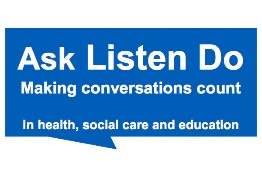 Ask Listen Do
Making conversations count
in health, social care and education